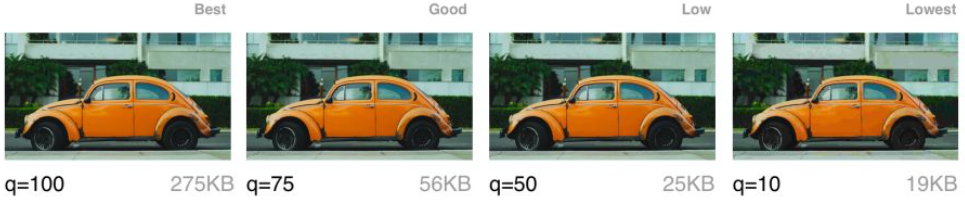 Best Good Low Lowest
q=100 275KB q=75 56KB q=50 25KB q=10 19KB